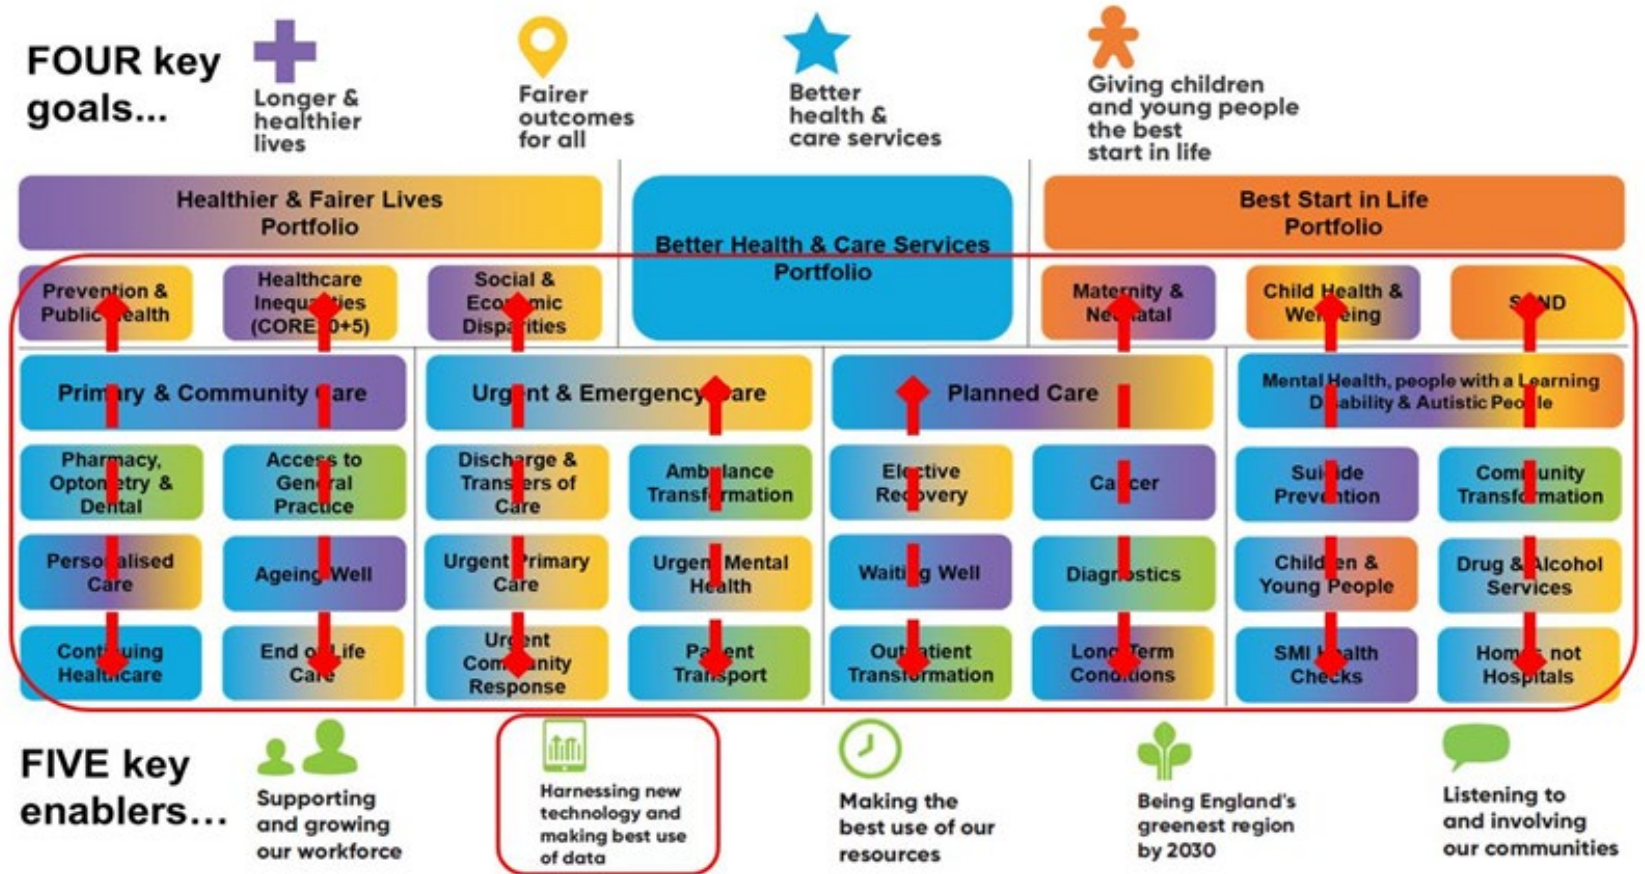 FOUR key
goals...
Longer &
healthier
lives
Fairer
outcomes
for all
Better
health &
care services
Giving children
and young people
the best
start in life
Healthier & Fairer Lives
Portfolio
Better Health & Care Services
Portfolio
Best Start in Life
Portfolio
Prevention &
Public Health
Healthcare
Inequalities
(CORE20+5)
Social &
Economic
Disparities
Maternity &
Neonatal
Child Health &
Wellbeing
SEND
Primary & Community Care
Urgent & Emergency Care
Planned Care
Mental Health, people with a Learning
Disability & Autistic People
Pharmacy,
Optometry &
Dental
Access to
General
Practice
Discharge &
Transfers of
Care
Ambulance
Transformation
Elective
Recovery
Cancer
Suicide
Prevention
Community
Transformation
Personalised
Care
Ageing Well
Urgent Primary
Care
Urgent Mental
Health
Waiting Well
Diagnostics
Children &
Young People
Drug & Alcohol
Services
Continuing
Healthcare
End of Life
Care
Urgent
Community
Response
Patient
Transport
Outpatient
Transformation
Long Term
Conditions
SMI Health
Checks
Homes not
Hospitals
FIVE key
enablers...
Supporting
and growing
our workforce
Harnessing new
technology and
making best use
of data
Making the
best use of our
resources
Being England's
greenest region
by 2030
Listening to
and involving
our communities